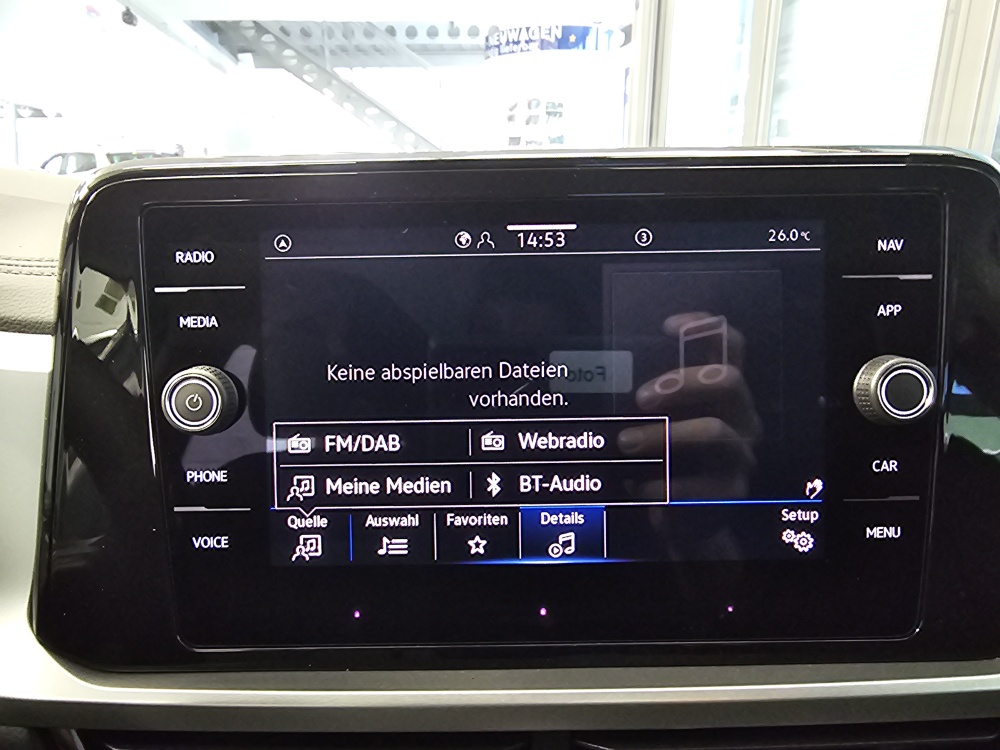 NEUWAGEN
RADIO
MEDIA
PHONE
VOICE
14:53
3
26.0°C
Keine abspielbaren Dateien
vorhanden.
Foto
FM/DAB
Webradio
Meine Medien
BT-Audio
Quelle
Auswahl
Favoriten
Details
Setup
NAV
APP
CAR
MENU